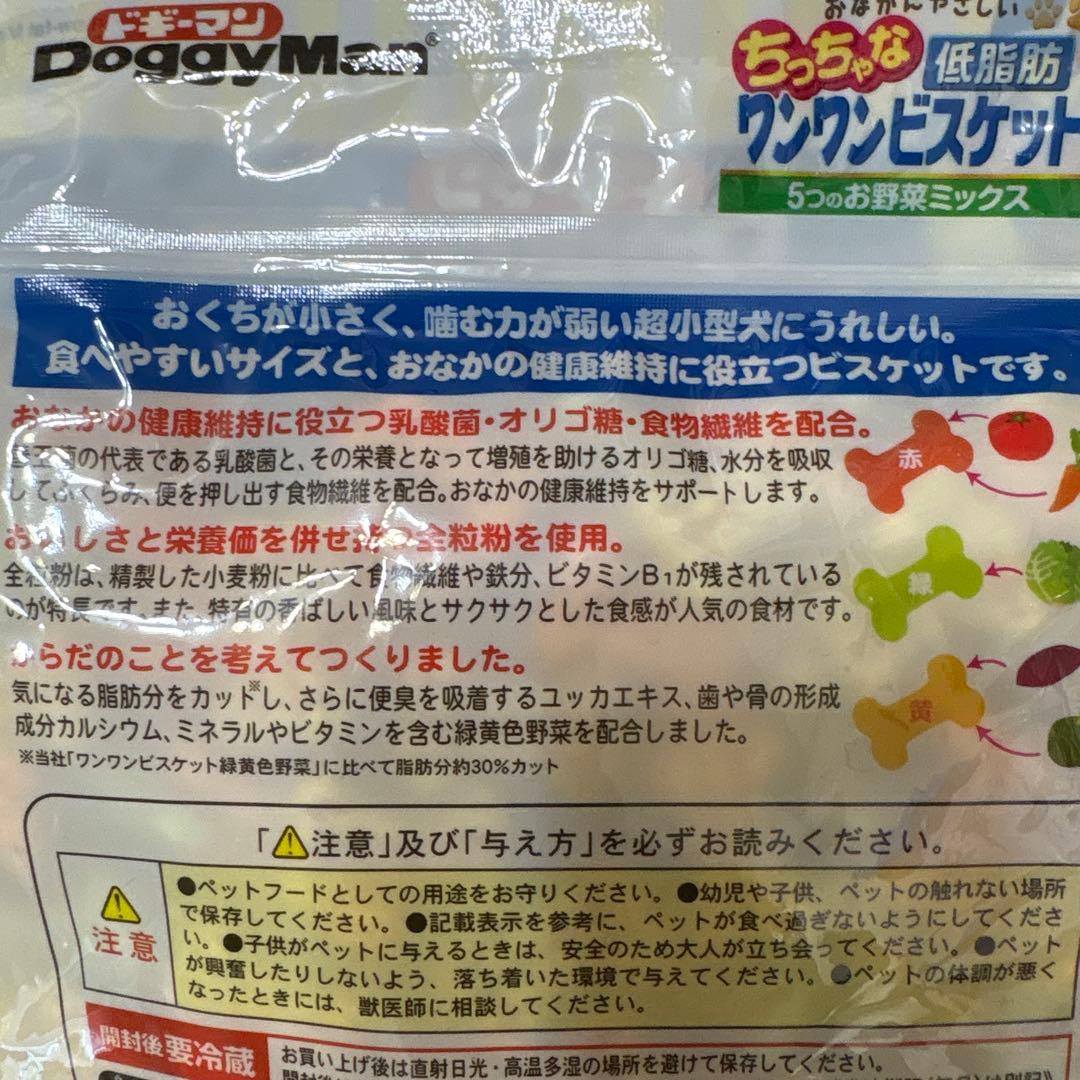 ドギーマン
DoggyMan®
おなかにやさしい
ちっちゃな 低脂肪
ワンワンビスケット
5つのお野菜ミックス
おくちが小さく、噛む力が弱い超小型犬にうれしい。
食べやすいサイズと、おなかの健康維持に役立つビスケットです。
おなかの健康維持に役立つ乳酸菌・オリゴ糖・食物繊維を配合。
善玉菌の代表である乳酸菌と、その栄養となって増殖を助けるオリゴ糖、水分を吸収
してふくらみ、便を押し出す食物繊維を配合。おなかの健康維持をサポートします。
赤
おいしさと栄養価を併せ持つ全粒粉を使用。
全粒粉は、精製した小麦粉に比べて食物繊維や鉄分、ビタミンB1が残されている
のが特長です。また、特有の香ばしい風味とサクサクとした食感が人気の食材です。
緑
からだのことを考えてつくりました。
気になる脂肪分をカット※し、さらに便臭を吸着するユッカエキス、歯や骨の形成
成分カルシウム、ミネラルやビタミンを含む緑黄色野菜を配合しました。
※当社「ワンワンビスケット緑黄色野菜」に比べて脂肪分約30%カット
黄
「⚠注意」及び「与え方」を必ずお読みください。
注意
●ペットフードとしての用途をお守りください。●幼児や子供、ペットの触れない場所
で保存してください。●記載表示を参考に、ペットが食べ過ぎないようにしてくださ
い。●子供がペットに与えるときは、安全のため大人が立ち会ってください。●ペット
が興奮したりしないよう、落ち着いた環境で与えてください。●ペットの体調が悪く
なったときには、獣医師に相談してください。
開封後要冷蔵
お買い上げ後は直射日光・高温多湿の場所を避けて保存してください。